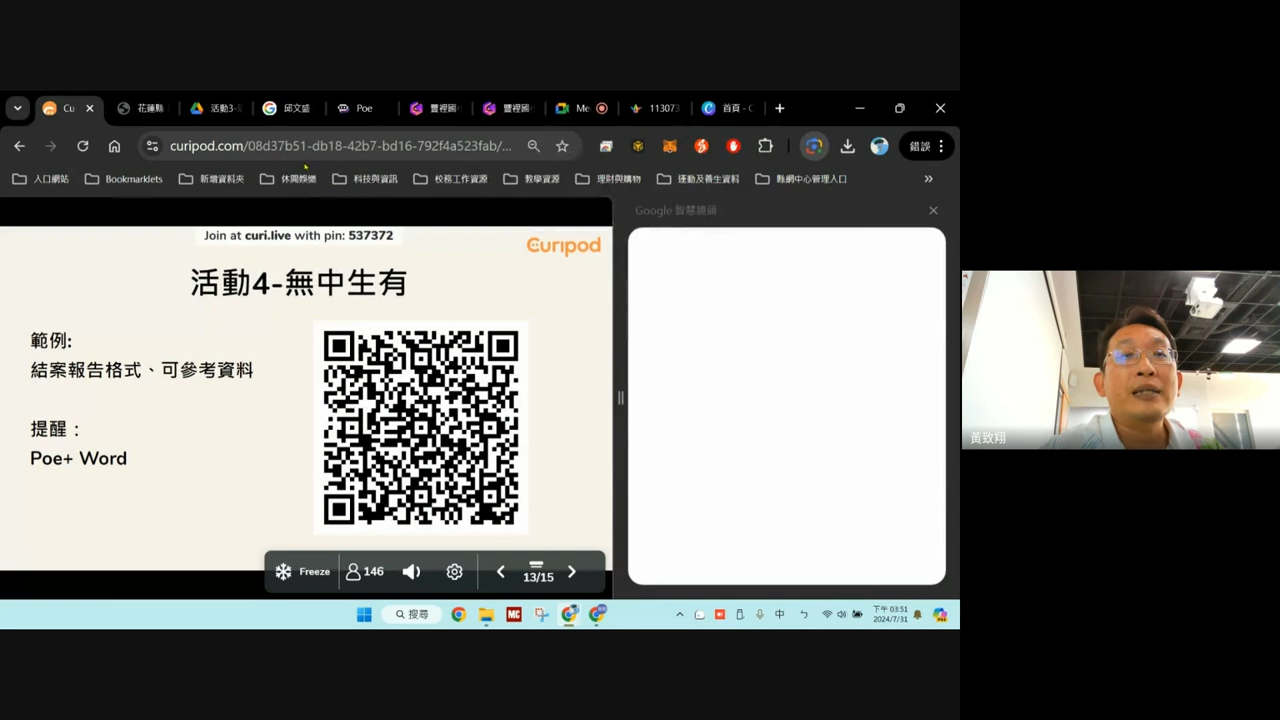 Cu
花蓮縣
活動3-
邱文盛
Poe
豐裡國
豐裡國
Me
11307
首頁 - C
curipod.com/08d37b51-db18-42b7-bd16-792f4a523fab/...
錯誤
人口網站
Bookmarklets
新增資料夾
休閒娛樂
科技與資訊
校務工作資源
教學資源
理財與購物
運動及養生資料
縣網中心管理入口
Join at curi.live with pin: 537372
Curipod
活動4-無中生有
範例:
結案報告格式、可參考資料
提醒：
Poe+ Word
Freeze
146
13/15
Google 智慧鏡頭
黃致翔
搜尋
MC
中
下午 03:51
2024/7/31